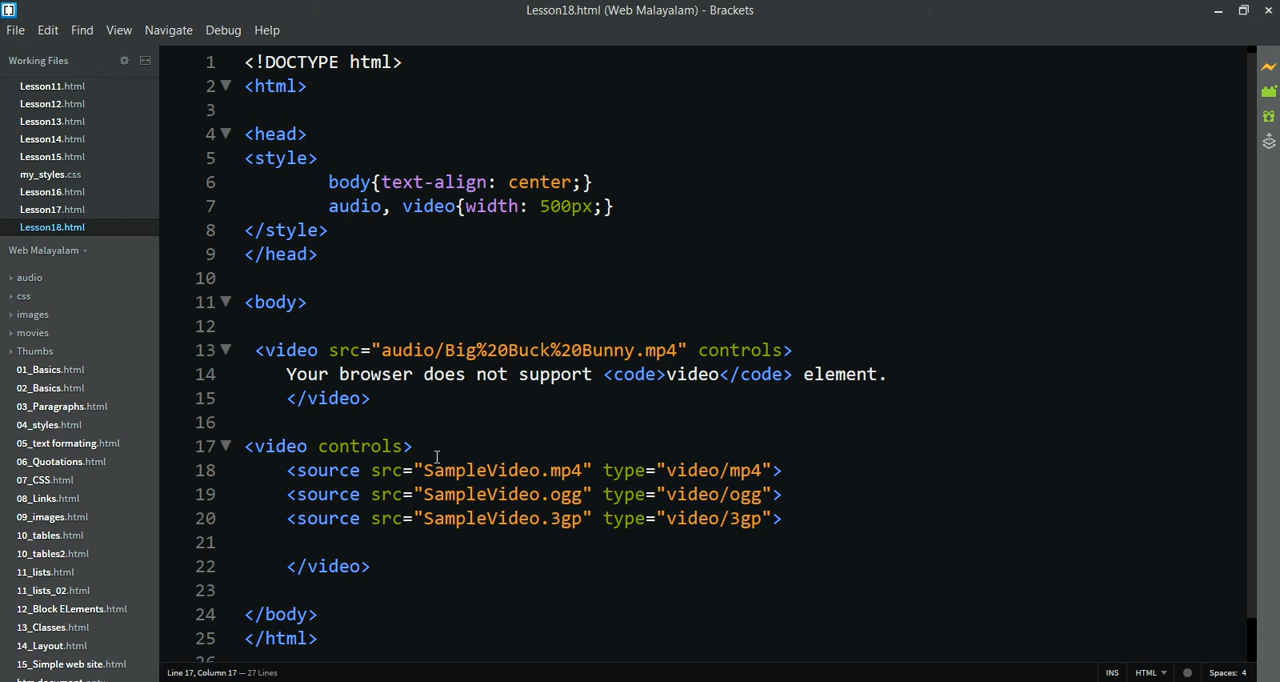 Lesson18.html (Web Malayalam) - Brackets
File Edit Find View Navigate Debug Help
Working Files
Lesson11.html
Lesson12.html
Lesson13.html
Lesson14.html
Lesson15.html
my_styles.css
Lesson16.html
Lesson17.html
Lesson18.html
Web Malayalam
audio
css
images
movies
Thumbs
01_Basics.html
02_Basics.html
03_Paragraphs.html
04_styles.html
05_text formating.html
06_Quotations.html
07_CSS.html
08_Links.html
09_images.html
10_tables.html
10_tables2.html
11_lists.html
11_lists_02.html
12_Block ELements.html
13_Classes.html
14_Layout.html
15_Simple web site.html
1 <!DOCTYPE html>
2 <html>
3
4 <head>
5 <style>
6 body{text-align: center;}
7 audio, video{width: 500px;}
8 </style>
9 </head>
10
11 <body>
12
13 <video src="audio/Big%20Buck%20Bunny.mp4" controls>
14 Your browser does not support <code>video</code> element.
15 </video>
16
17 <video controls>
18 <source src="SampleVideo.mp4" type="video/mp4">
19 <source src="SampleVideo.ogg" type="video/ogg">
20 <source src="SampleVideo.3gp" type="video/3gp">
21
22 </video>
23
24 </body>
25 </html>
26
Line 17, Column 17 — 27 Lines
INS HTML Spaces: 4